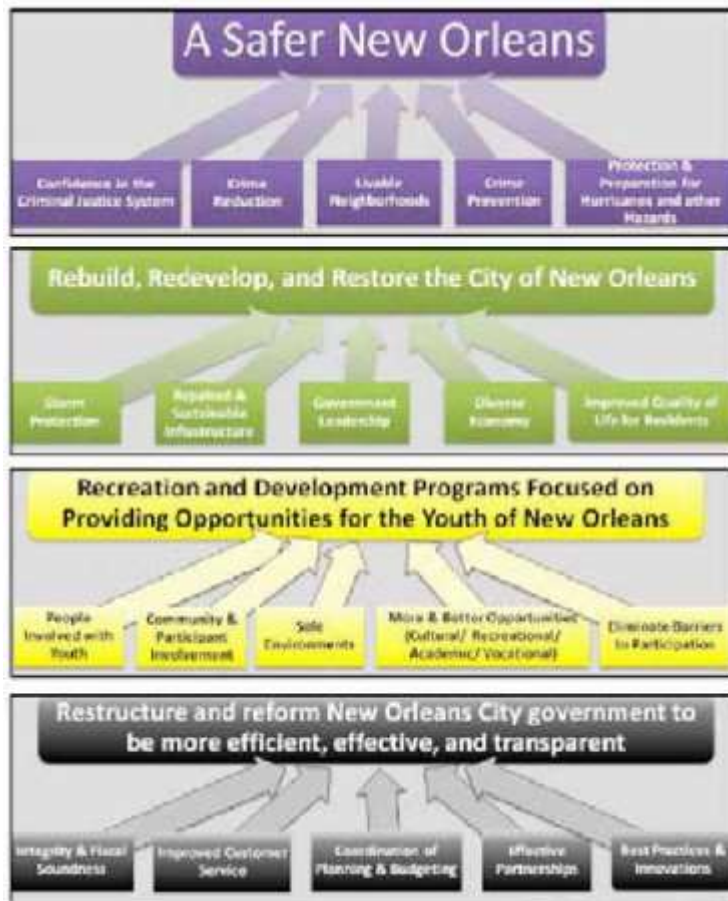 A Safer New Orleans
Confidence in the
Criminal Justice System
Crime
Reduction
Livable
Neighborhoods
Crime
Prevention
Protection &
Preparation for
Hurricanes and other
Hazards
Rebuild, Redevelop, and Restore the City of New Orleans
Storm
Protection
Repaired &
Sustainable
Infrastructure
Government
Leadership
Diverse
Economy
Improved Quality of
Life for Residents
Recreation and Development Programs Focused on
Providing Opportunities for the Youth of New Orleans
People
Involved with
Youth
Community &
Participant
Involvement
Safe
Environments
More & Better Opportunities
(Cultural/ Recreational/
Academic/ Vocational)
Eliminate Barriers
to Participation
Restructure and reform New Orleans City government to
be more efficient, effective, and transparent
Integrity & Fiscal
Soundness
Improved Customer
Service
Coordination of
Planning & Budgeting
Effective
Partnerships
Best Practices &
Innovations